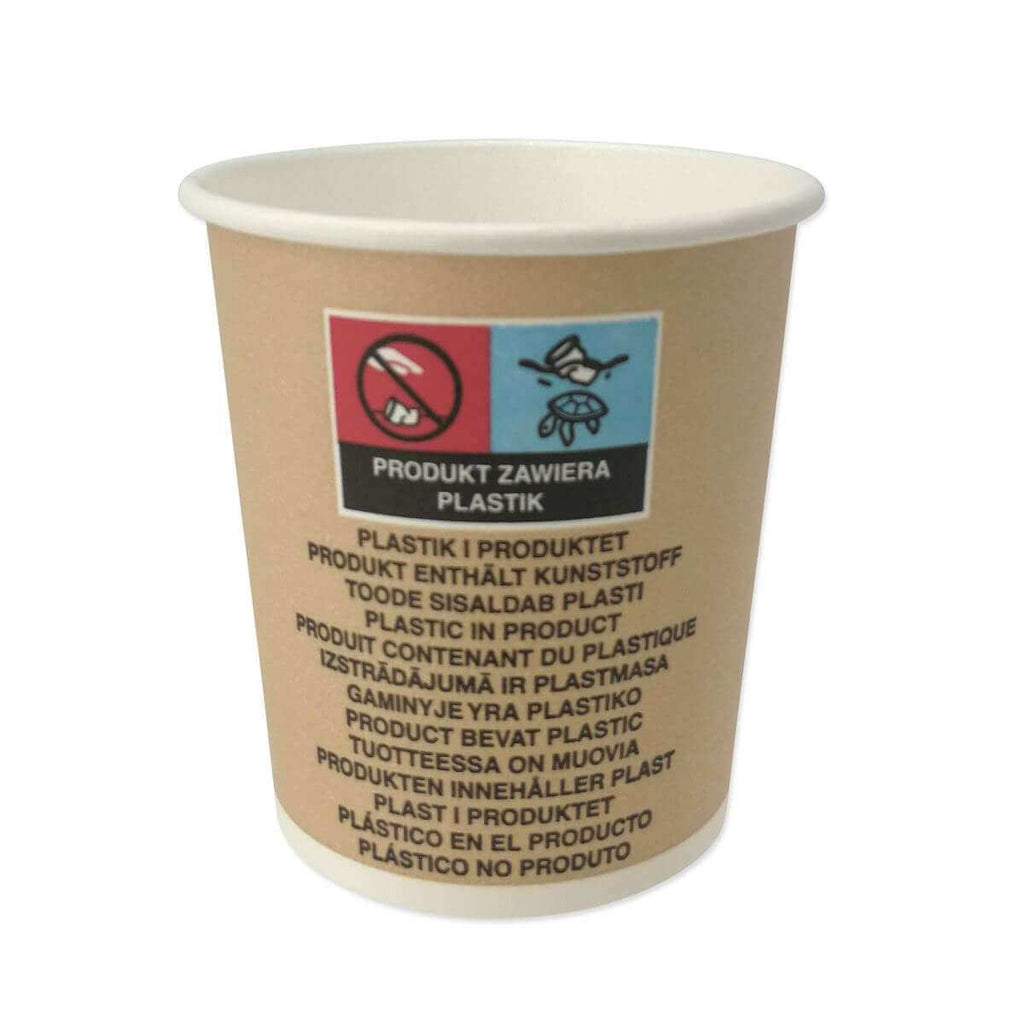 PRODUKT ZAWIERA
PLASTIK
PLASTIK I PRODUKTET
PRODUKT ENTHÄLT KUNSTSTOFF
TOODE SISALDAB PLASTI
PLASTIC IN PRODUCT
PRODUIT CONTENANT DU PLASTIQUE
IZSTRĀDĀJUMĀ IR PLASTMASA
GAMINYJE YRA PLASTIKO
PRODUCT BEVAT PLASTIC
TUOTTEESSA ON MUOVIA
PRODUKTEN INNEHÅLLER PLAST
PLAST I PRODUKTET
PLÁSTICO EN EL PRODUCTO
PLÁSTICO NO PRODUTO